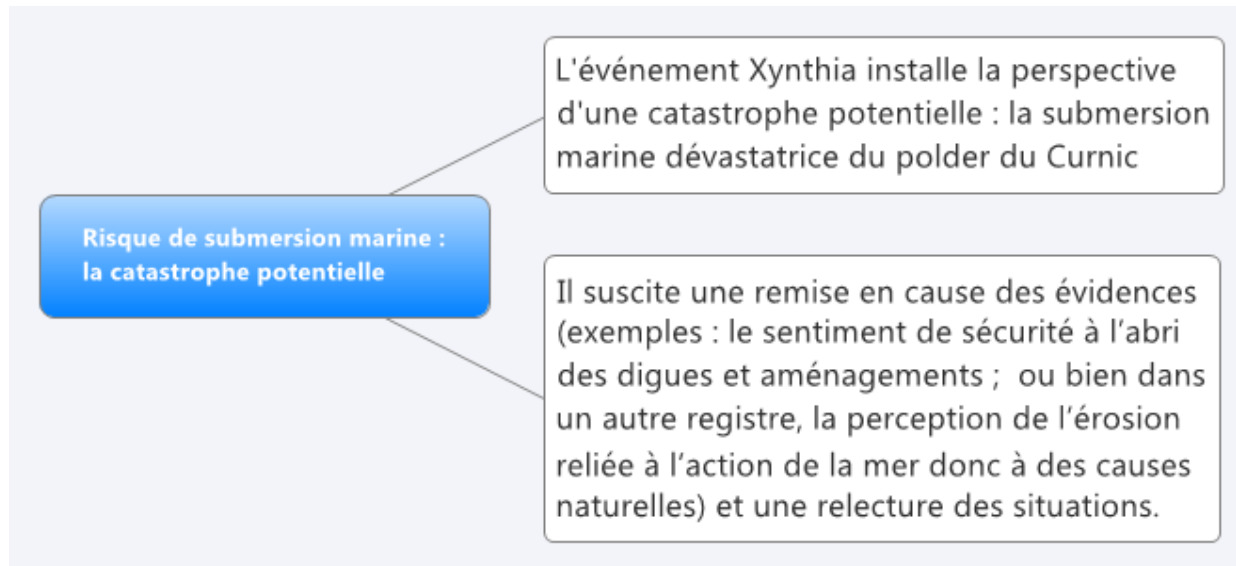 Risque de submersion marine :
la catastrophe potentielle
L'événement Xynthia installe la perspective
d'une catastrophe potentielle : la submersion
marine dévastatrice du polder du Curnic
Il suscite une remise en cause des évidences
(exemples : le sentiment de sécurité à l’abri
des digues et aménagements ;  ou bien dans
un autre registre, la perception de l’érosion
reliée à l’action de la mer donc à des causes
naturelles) et une relecture des situations.